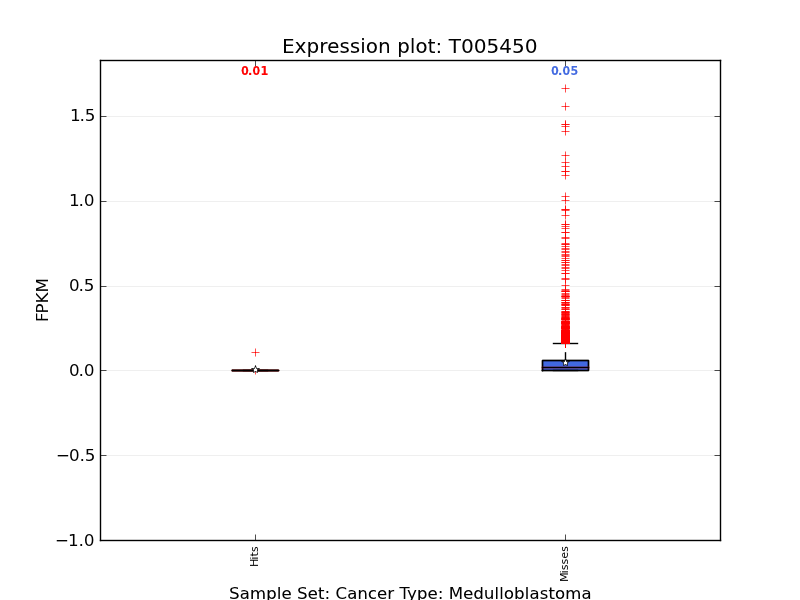 Expression plot: T005450
0.01
0.05
1.5
1.0
0.5
0.0
−0.5
−1.0
FPKM
Hits
Misses
Sample Set: Cancer Type: Medulloblastoma